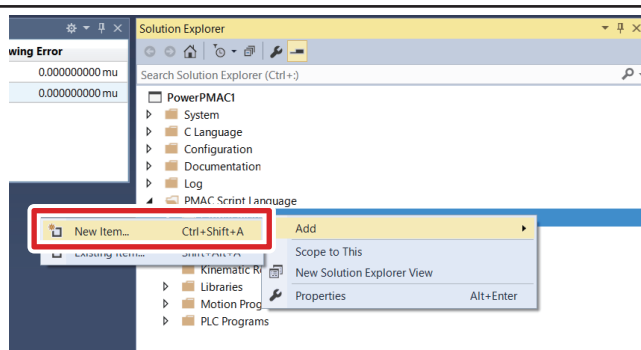 Solution Explorer
wing Error
0.000000000 mu
Search Solution Explorer (Ctrl+;)
0.000000000 mu
PowerPMAC1
System
C Language
Configuration
Documentation
Log
PMAC Script Language
New Item... Ctrl+Shift+A
Add
Existing Item... Shift+Alt+A
Scope to This
Kinematic R
New Solution Explorer View
Libraries
Properties Alt+Enter
Motion Prog
PLC Programs